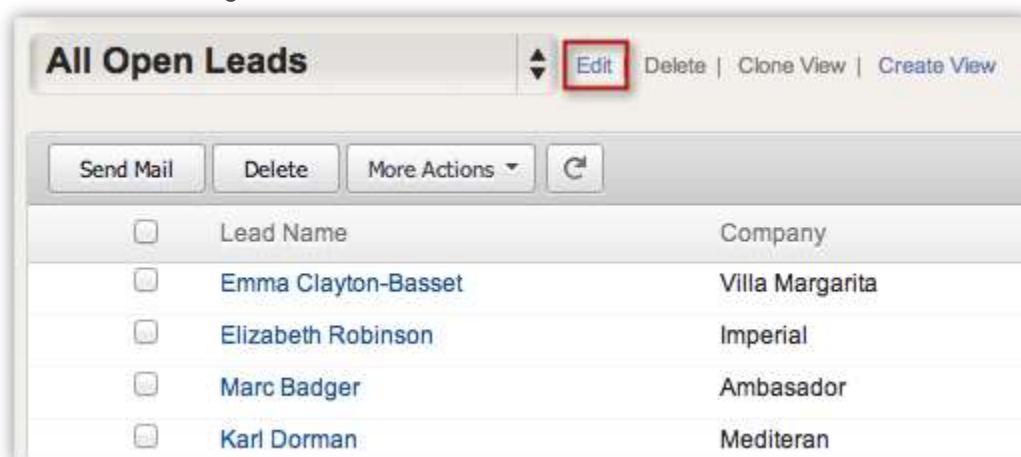 All Open Leads Edit | Delete | Clone View | Create View
Send Mail Delete More Actions
Lead Name Company
Emma Clayton-Basset Villa Margarita
Elizabeth Robinson Imperial
Marc Badger Ambasador
Karl Dorman Mediteran